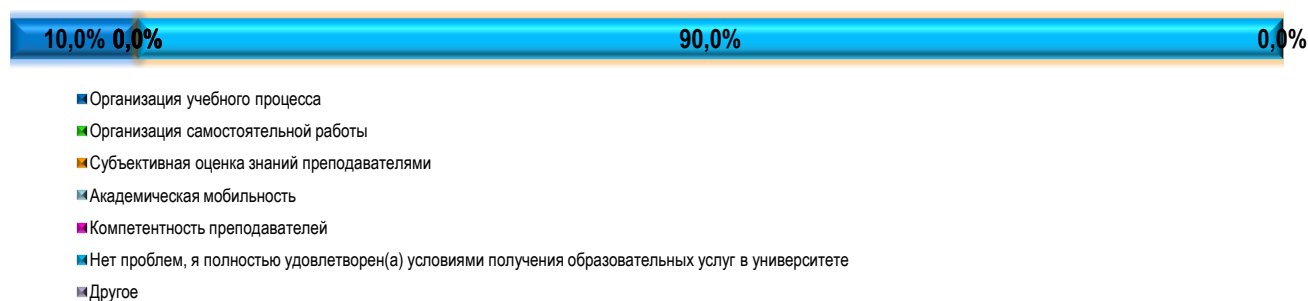 10,0% 0,0% 90,0% 0,0%
Организация учебного процесса
Организация самостоятельной работы
Субъективная оценка знаний преподавателями
Академическая мобильность
Компетентность преподавателей
Нет проблем, я полностью удовлетворен(а) условиями получения образовательных услуг в университете
Другое